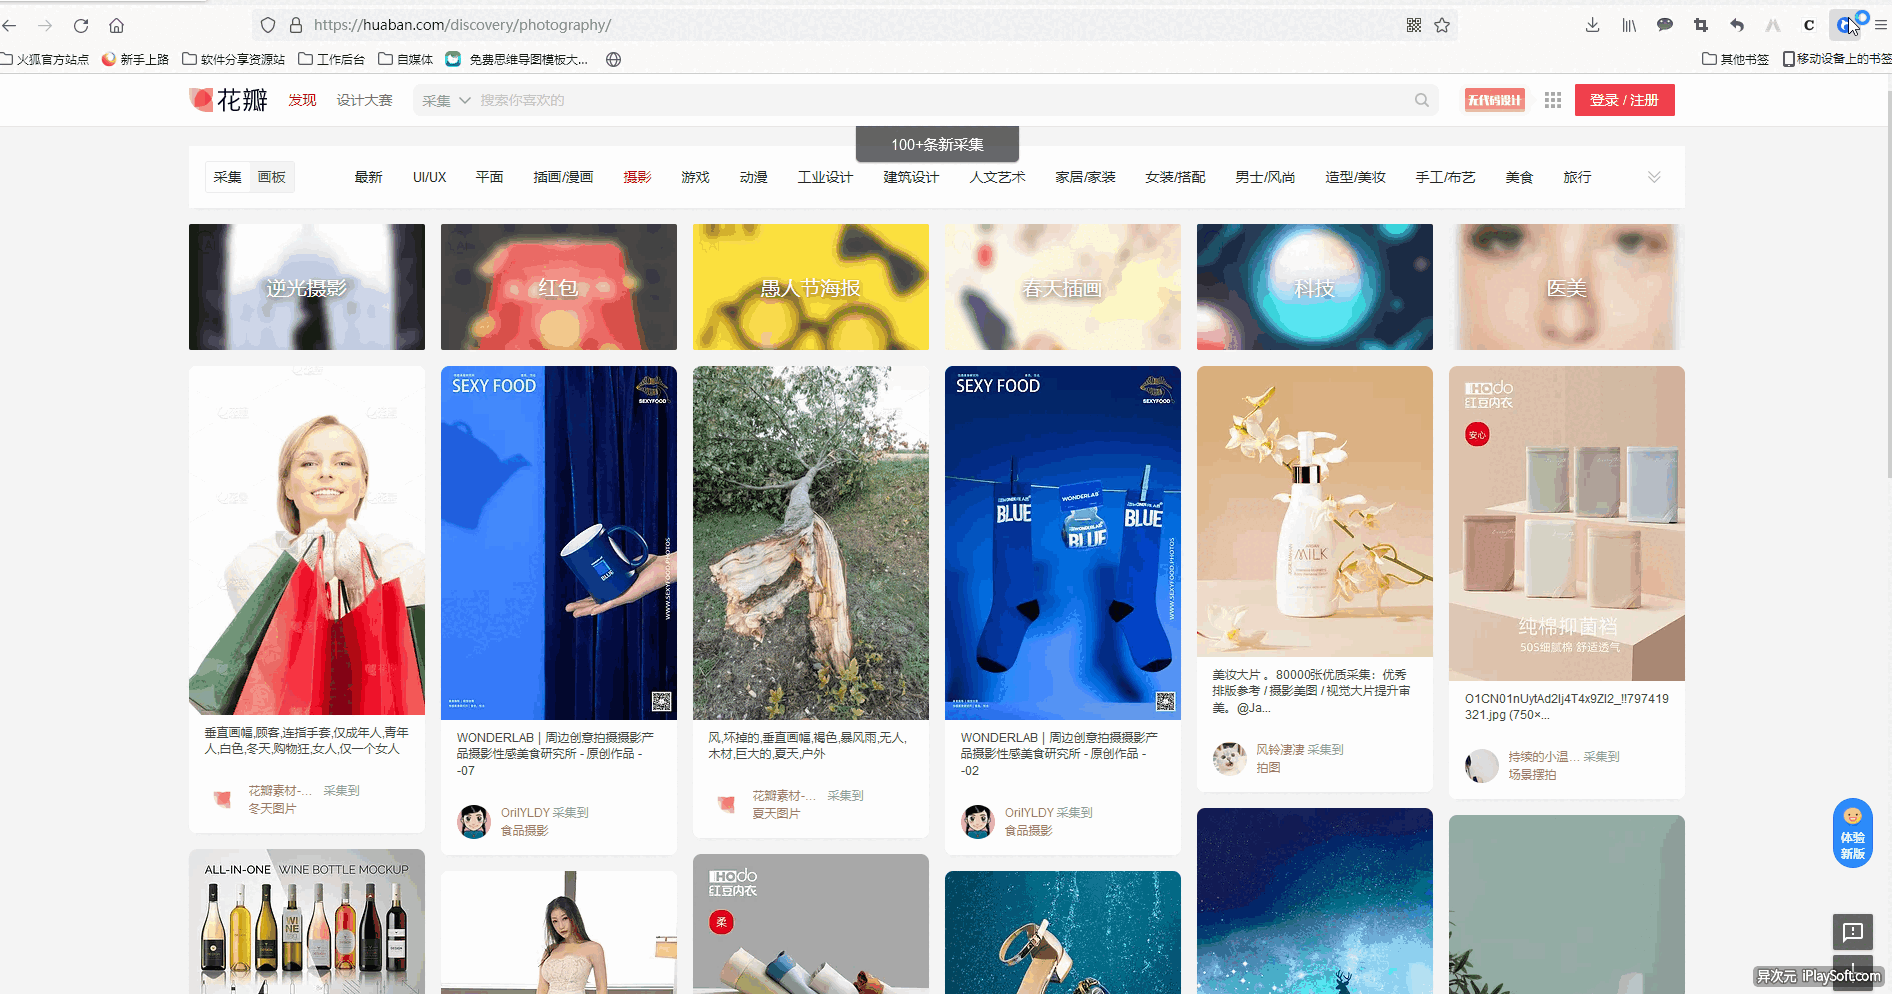 https://huaban.com/discovery/photography/
火狐官方站点 新手上路 软件分享资源站 工作后台 自媒体 免费思维导图模板大... 其他书签 移动设备上的书签
花瓣 发现 设计大赛 采集 搜索你喜欢的 无代码设计 登录 / 注册
100+条新采集
采集 画板 最新 UI/UX 平面 插画/漫画 摄影 游戏 动漫 工业设计 建筑设计 人文艺术 家居/家装 女装/搭配 男士/风尚 造型/美妆 手工/布艺 美食 旅行
逆光摄影 红包 愚人节海报 春天插画 科技 医美
SEXY FOOD
SEXYFOOD
BLUE
WWW.SEXYFOOD.PHOTOS
SEXY FOOD
SEXYFOOD
WONDERLAB
BLUE
BLUE
BLUE
WWW.SEXYFOOD.PHOTOS
MILK
HOdo
红豆内衣
安心
纯棉抑菌裆
50S细腻棉 舒适透气
垂直画幅,顾客,连指手套,仅成年人,青年
人,白色,冬天,购物狂,女人,仅一个女人
花瓣素材-... 采集到
冬天图片
WONDERLAB | 周边创意拍摄摄影产
品摄影性感美食研究所 - 原创作品 -
-07
OrilYLDY 采集到
食品摄影
风,坏掉的,垂直画幅,褐色,暴风雨,无人,
木材,巨大的,夏天,户外
花瓣素材-... 采集到
夏天图片
WONDERLAB | 周边创意拍摄摄影产
品摄影性感美食研究所 - 原创作品 -
-02
OrilYLDY 采集到
食品摄影
美妆大片 。80000张优质采集：优秀
排版参考 / 摄影美图 / 视觉大片提升审
美。@Ja...
风铃凄凄 采集到
拍图
O1CN01nUytAd2Ij4T4x9Zl2_!!797419
321.jpg (750×...
持续的小温... 采集到
场景摆拍
ALL-IN-ONE WINE BOTTLE MOCKUP
WI
NE
HOdo
红豆内衣
柔
体验
新版
异次元 iPlaySoft.com